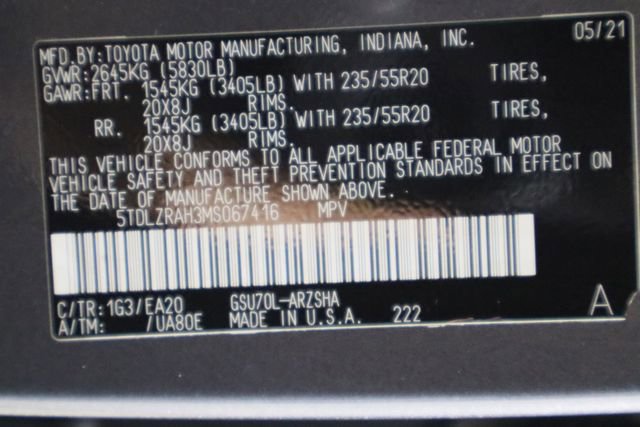 MFD.BY:TOYOTA MOTOR MANUFACTURING, INDIANA, INC. 05/21
GVWR:2645KG (5830LB)
GAWR:FRT. 1545KG (3405LB) WITH 235/55R20 TIRES,
20X8J RIMS.
RR. 1545KG (3405LB) WITH 235/55R20 TIRES,
20X8J RIMS.
THIS VEHICLE CONFORMS TO ALL APPLICABLE FEDERAL MOTOR
VEHICLE SAFETY AND THEFT PREVENTION STANDARDS IN EFFECT ON
THE DATE OF MANUFACTURE SHOWN ABOVE.
5TDLZRAH3MS067416 MPV
C/TR:1G3/EA20 GSU70L-ARZSHA
A/TM: /UA80E MADE IN U.S.A. 222 A